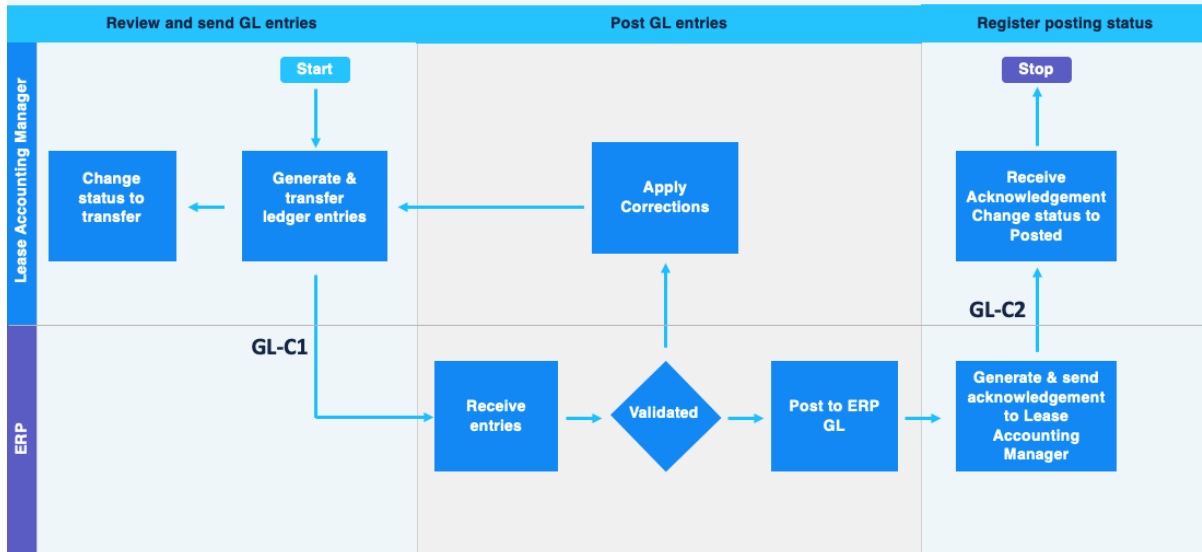 Review and send GL entries
Post GL entries
Register posting status
Lease Accounting Manager
Start
Stop
Change
status to
transfer
Generate &
transfer
ledger entries
Apply
Corrections
Receive
Acknowledgement
Change status to
Posted
GL-C1
GL-C2
ERP
Receive
entries
Validated
Post to ERP
GL
Generate & send
acknowledgement
to Lease
Accounting
Manager